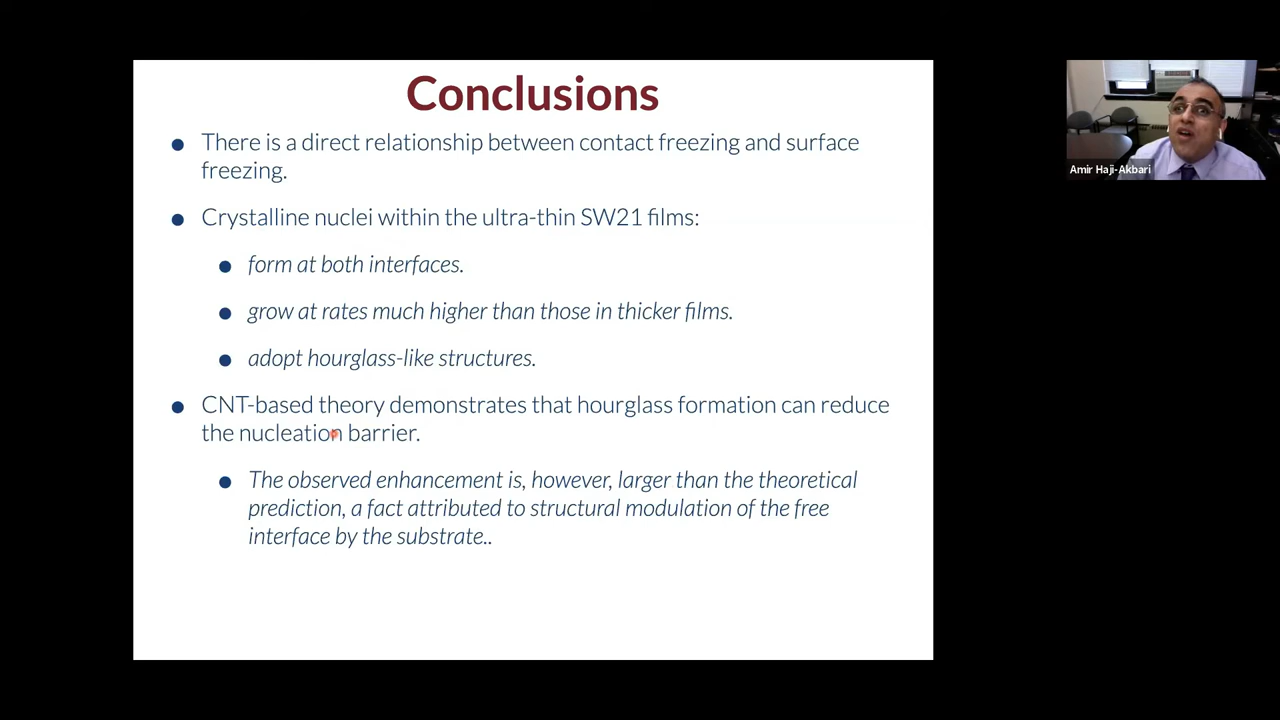 Conclusions
There is a direct relationship between contact freezing and surface
freezing.
Crystalline nuclei within the ultra-thin SW21 films:
form at both interfaces.
grow at rates much higher than those in thicker films.
adopt hourglass-like structures.
CNT-based theory demonstrates that hourglass formation can reduce
the nucleation barrier.
The observed enhancement is, however, larger than the theoretical
prediction, a fact attributed to structural modulation of the free
interface by the substrate..
Amir Haji-Akbari